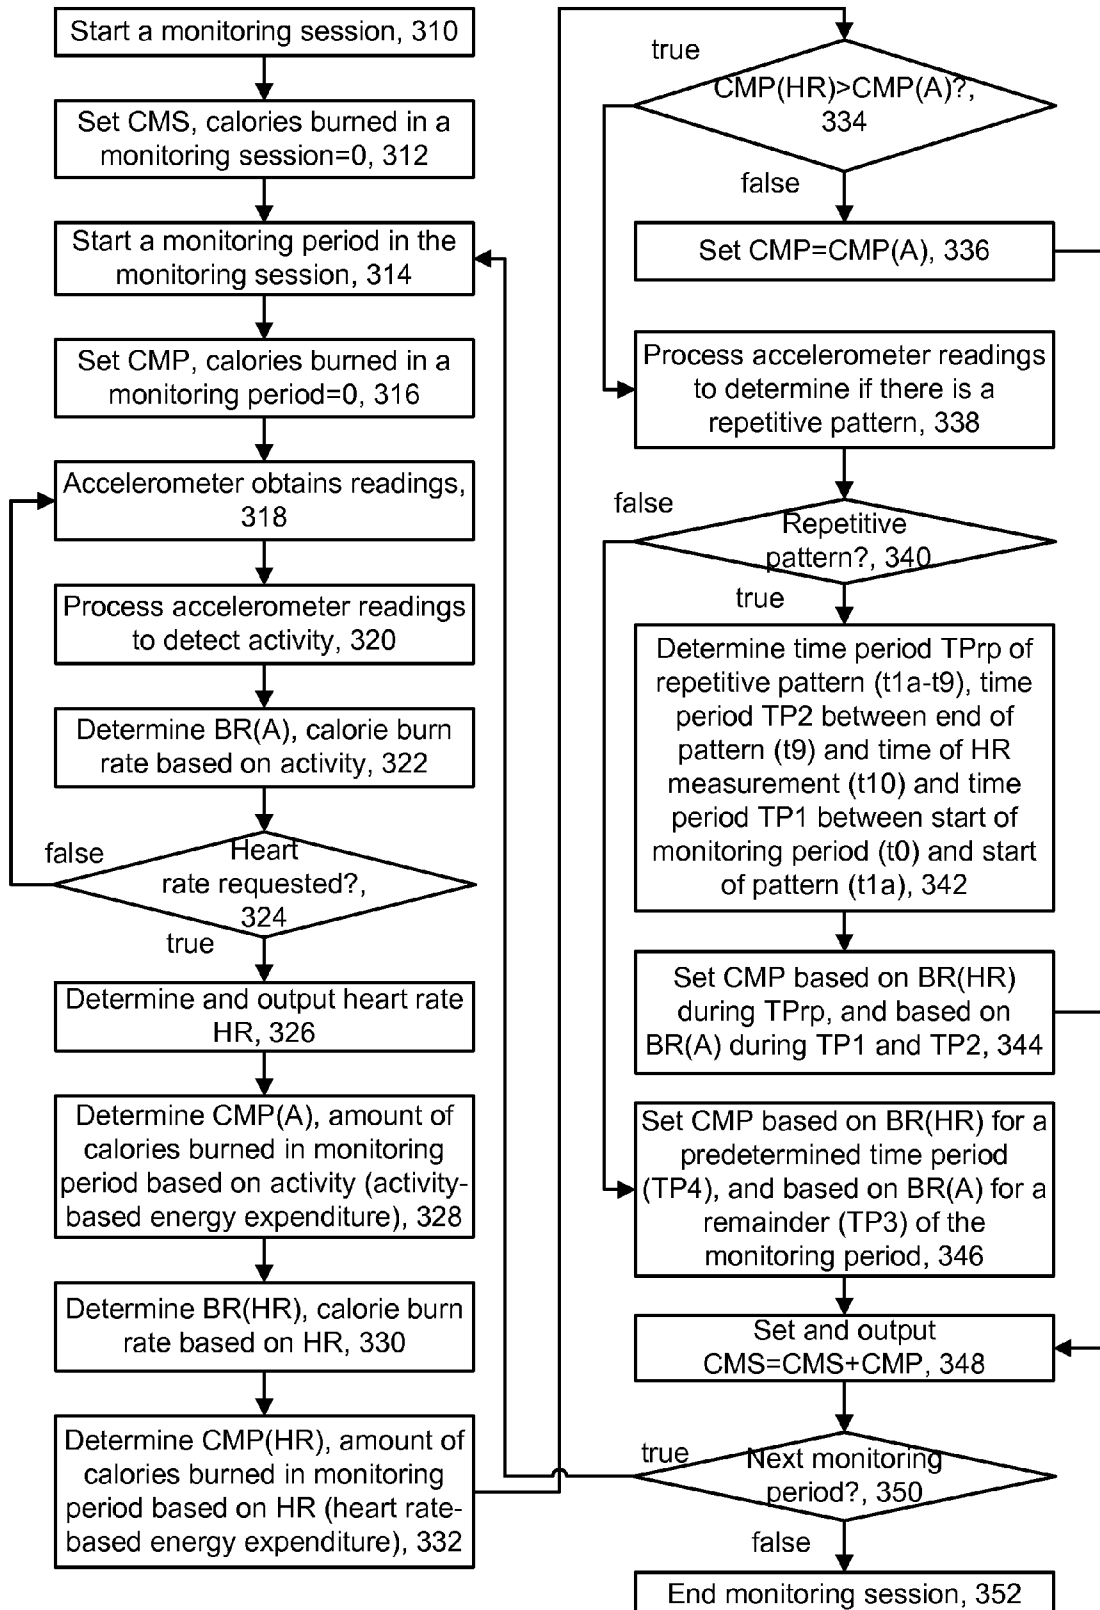 Start a monitoring session, 310
Set CMS, calories burned in a
monitoring session=0, 312
Start a monitoring period in the
monitoring session, 314
Set CMP, calories burned in a
monitoring period=0, 316
Accelerometer obtains readings,
318
Process accelerometer readings
to detect activity, 320
Determine BR(A), calorie burn
rate based on activity, 322
false
Heart
rate requested?,
324
true
Determine and output heart rate
HR, 326
Determine CMP(A), amount of
calories burned in monitoring
period based on activity (activity-
based energy expenditure), 328
Determine BR(HR), calorie burn
rate based on HR, 330
Determine CMP(HR), amount of
calories burned in monitoring
period based on HR (heart rate-
based energy expenditure), 332
true
CMP(HR)>CMP(A)?,
334
false
Set CMP=CMP(A), 336
Process accelerometer readings
to determine if there is a
repetitive pattern, 338
false
Repetitive
pattern?, 340
true
Determine time period TPrp of
repetitive pattern (t1a-t9), time
period TP2 between end of
pattern (t9) and time of HR
measurement (t10) and time
period TP1 between start of
monitoring period (t0) and start
of pattern (t1a), 342
Set CMP based on BR(HR)
during TPrp, and based on
BR(A) during TP1 and TP2, 344
Set CMP based on BR(HR) for a
predetermined time period
(TP4), and based on BR(A) for a
remainder (TP3) of the
monitoring period, 346
Set and output
CMS=CMS+CMP, 348
true
Next monitoring
period?, 350
false
End monitoring session, 352